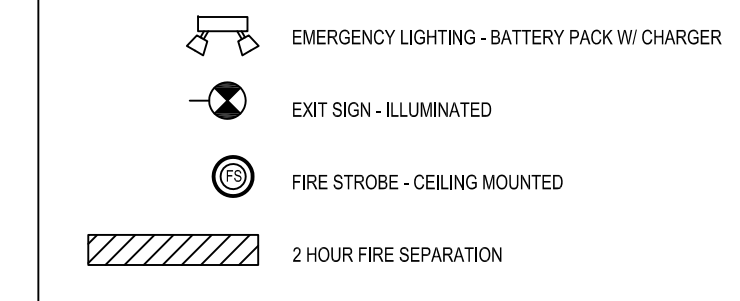 EMERGENCY LIGHTING - BATTERY PACK W/ CHARGER
EXIT SIGN - ILLUMINATED
FS FIRE STROBE - CEILING MOUNTED
2 HOUR FIRE SEPARATION